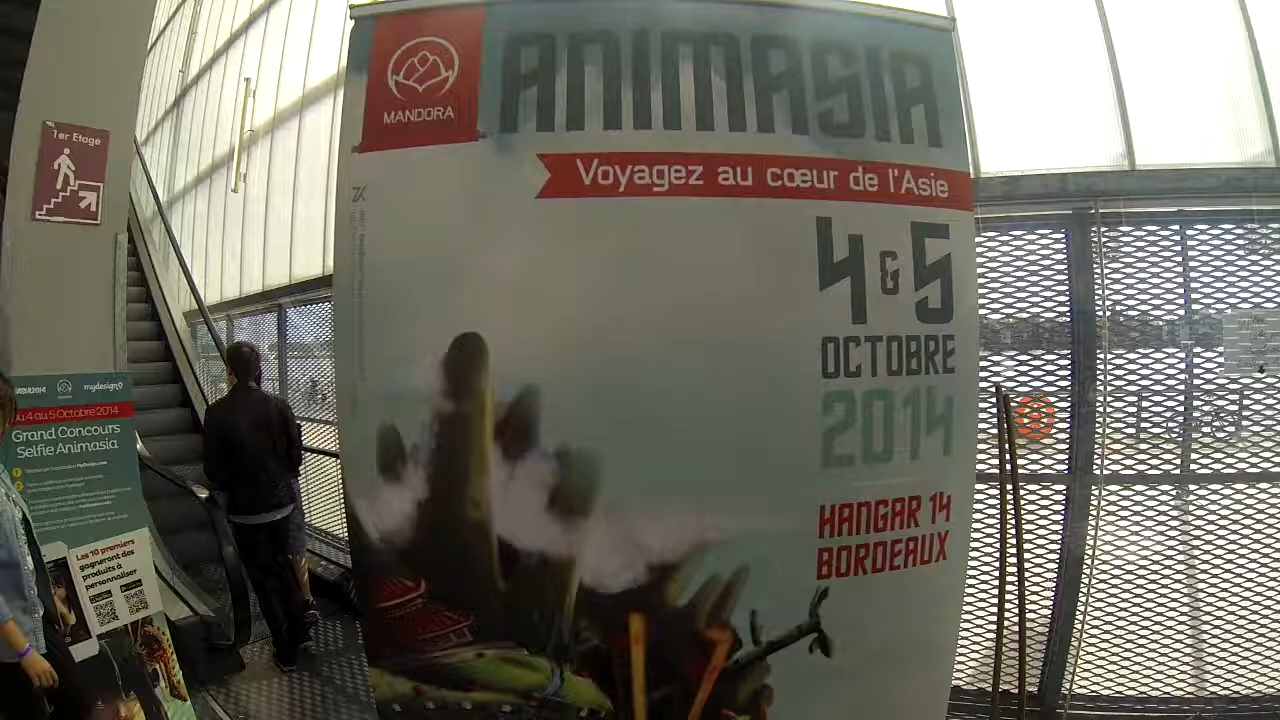 1er Etage
MANDORA
ANIMASIA
Voyagez au cœur de l'Asie
4 & 5
OCTOBRE
2014
HANGAR 14
BORDEAUX
mydesign
4 au 5 Octobre 2014
Grand Concours
Selfie Animasia
Les 10 premiers
gagneront des
produits à
personnaliser